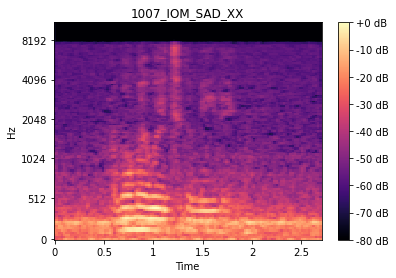 1007_IOM_SAD_XX
8192
4096
2048
1024
512
0
Hz
0 0.5 1 1.5 2 2.5
Time
+0 dB
-10 dB
-20 dB
-30 dB
-40 dB
-50 dB
-60 dB
-70 dB
-80 dB